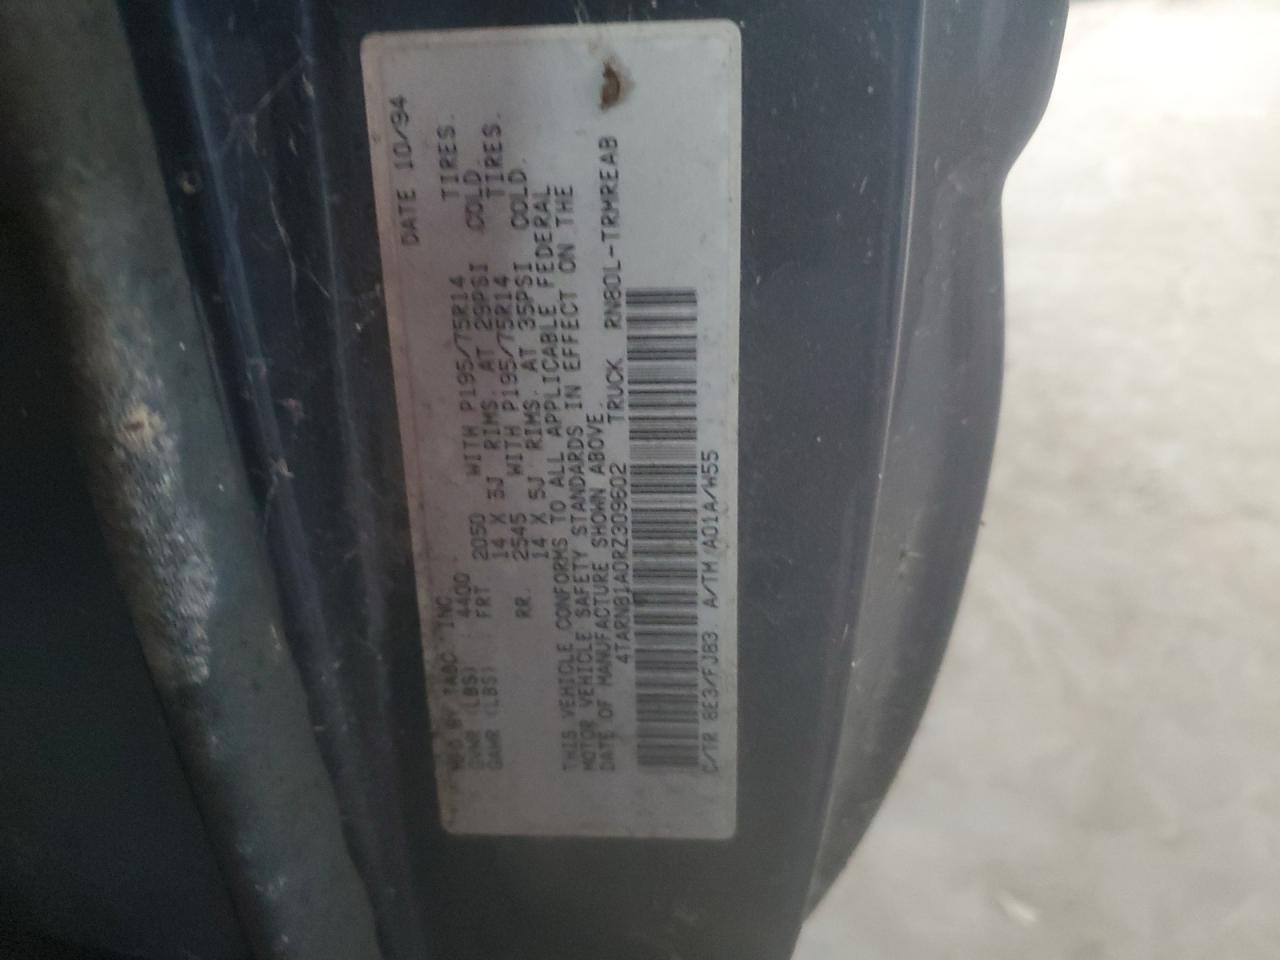 MFD BY TABC, INC. DATE 10/94
GVWR (LBS) 4400
GAWR (LBS) FRT 2050 WITH P195/75R14 TIRES.
14 X 5J RIMS. AT 29PSI COLD.
RR. 2545 WITH P195/75R14 TIRES.
14 X 5J RIMS. AT 35PSI COLD.
THIS VEHICLE CONFORMS TO ALL APPLICABLE FEDERAL
MOTOR VEHICLE SAFETY STANDARDS IN EFFECT ON THE
DATE OF MANUFACTURE SHOWN ABOVE.
4TARN81A0RZ309602 TRUCK RN80L-TRMREAB
C/TR 8E3/FJ83 A/TM/A01A/W55